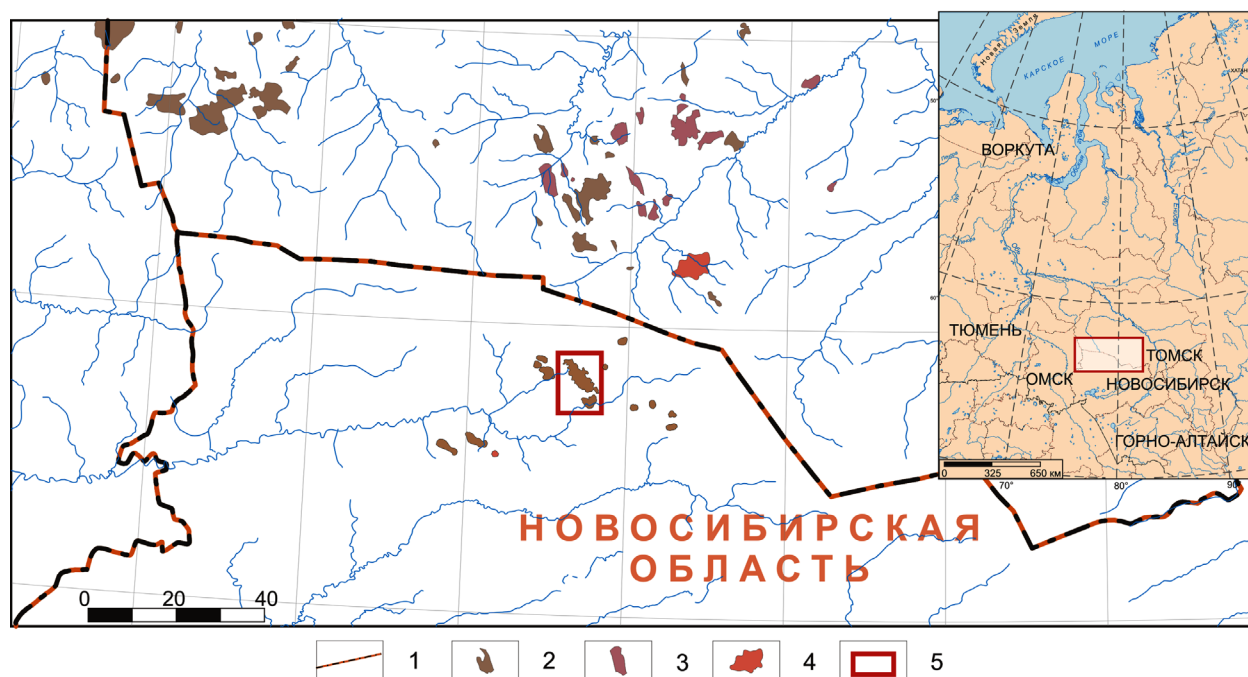 Новая Земля
КАРСКОЕ МОРЕ
ВОРКУТА
60°
ТЮМЕНЬ
ТОМСК
ОМСК
НОВОСИБИРСК
ГОРНО-АЛТАЙСК
0 325 650 км
70° 80° 90°
НОВОСИБИРСКАЯ
ОБЛАСТЬ
0 20 40
1 2 3 4 5